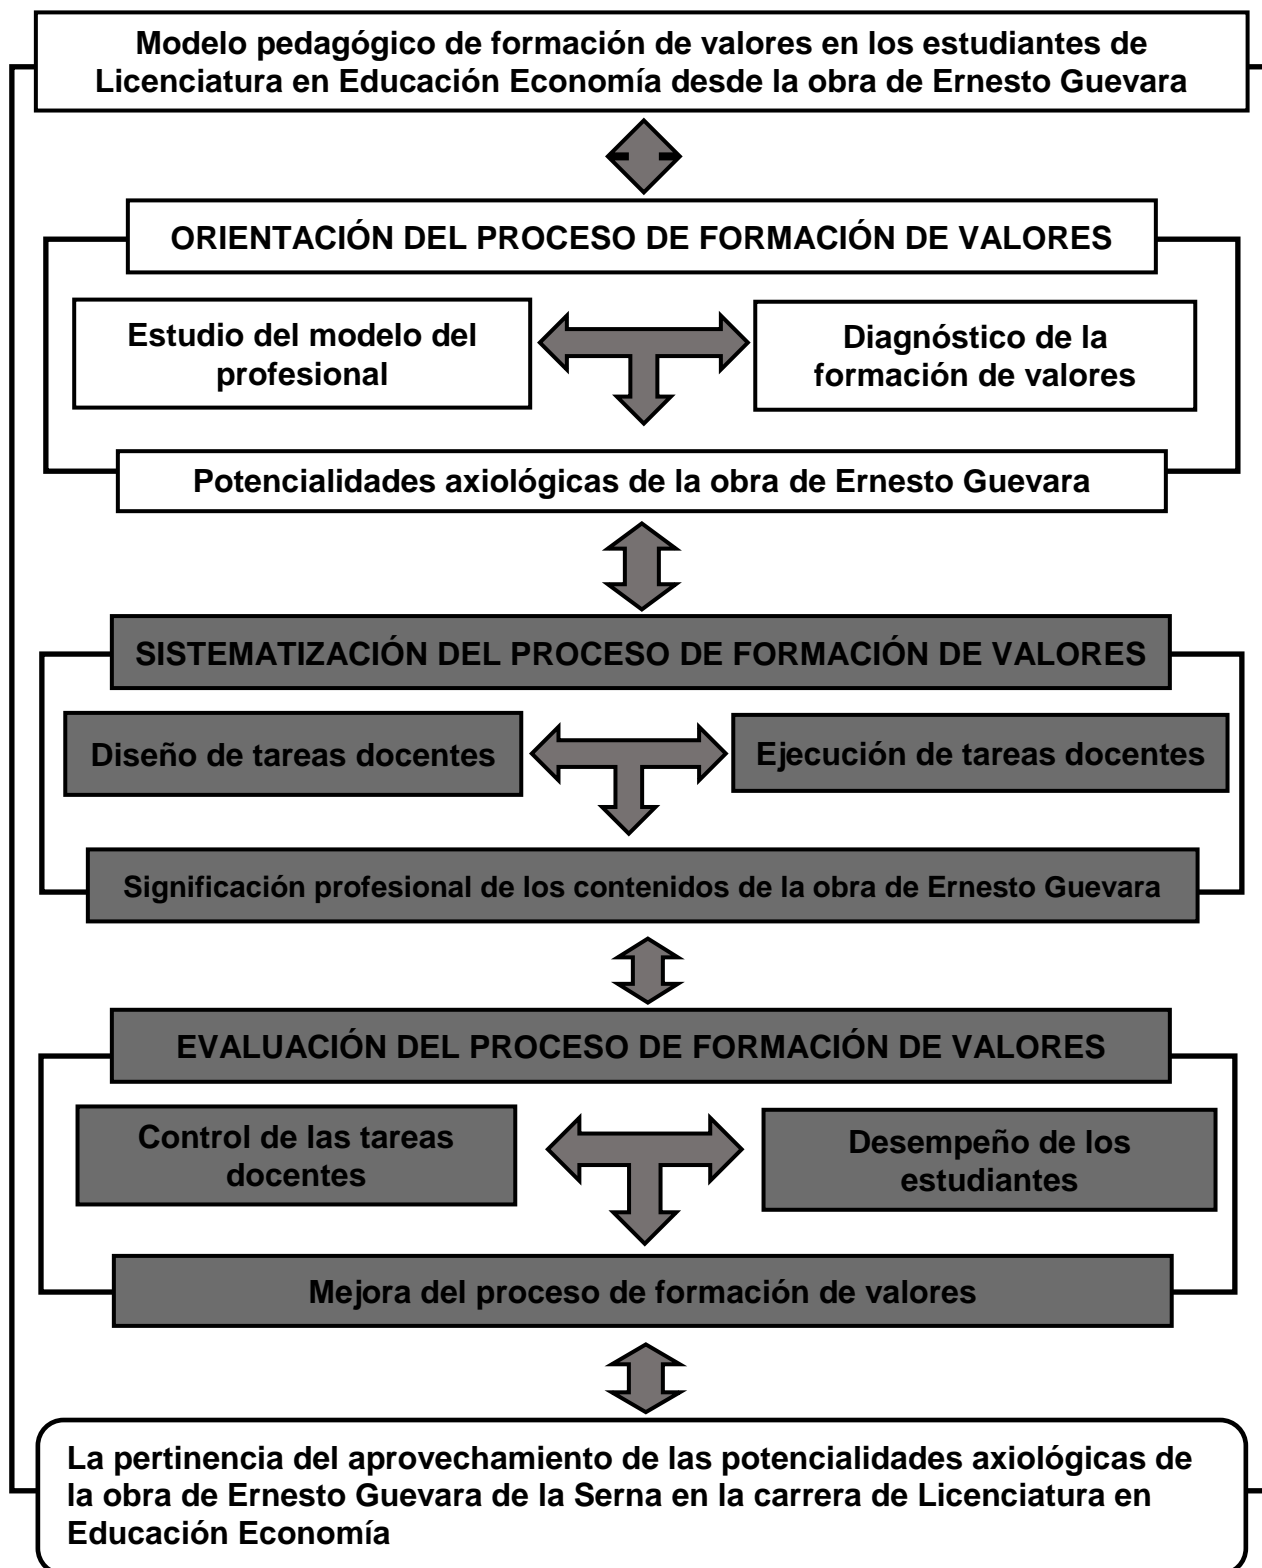 Modelo pedagógico de formación de valores en los estudiantes de
Licenciatura en Educación Economía desde la obra de Ernesto Guevara
ORIENTACIÓN DEL PROCESO DE FORMACIÓN DE VALORES
Estudio del modelo del
profesional
Diagnóstico de la
formación de valores
Potencialidades axiológicas de la obra de Ernesto Guevara
SISTEMATIZACIÓN DEL PROCESO DE FORMACIÓN DE VALORES
Diseño de tareas docentes
Ejecución de tareas docentes
Significación profesional de los contenidos de la obra de Ernesto Guevara
EVALUACIÓN DEL PROCESO DE FORMACIÓN DE VALORES
Control de las tareas
docentes
Desempeño de los
estudiantes
Mejora del proceso de formación de valores
La pertinencia del aprovechamiento de las potencialidades axiológicas de
la obra de Ernesto Guevara de la Serna en la carrera de Licenciatura en
Educación Economía